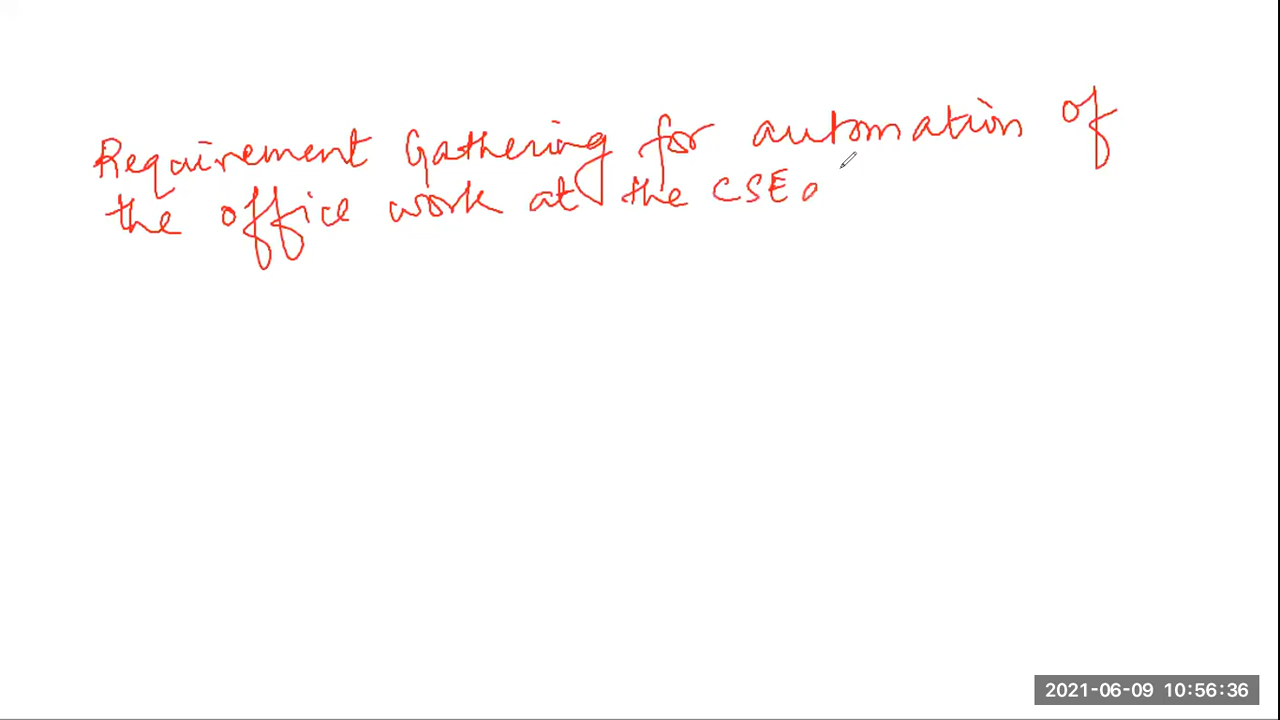 Requirement Gathering for automation of
the office work at the CSE
2021-06-09 10:56:36